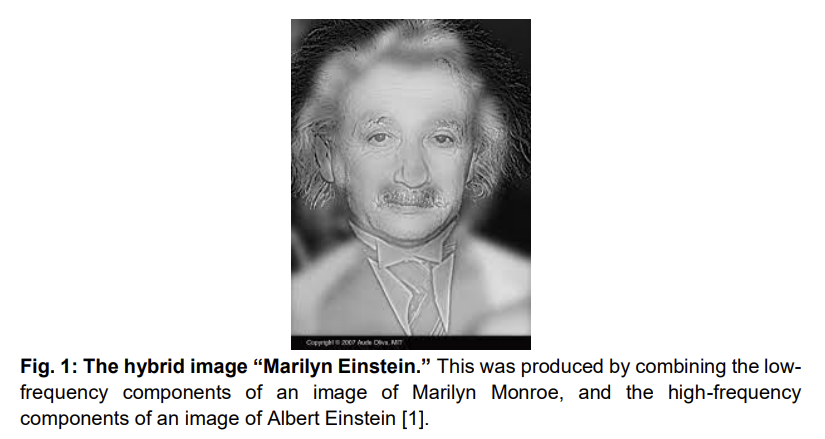 Copyright © 2007 Aude Oliva, MIT
Fig. 1: The hybrid image “Marilyn Einstein.” This was produced by combining the low-
frequency components of an image of Marilyn Monroe, and the high-frequency
components of an image of Albert Einstein [1].